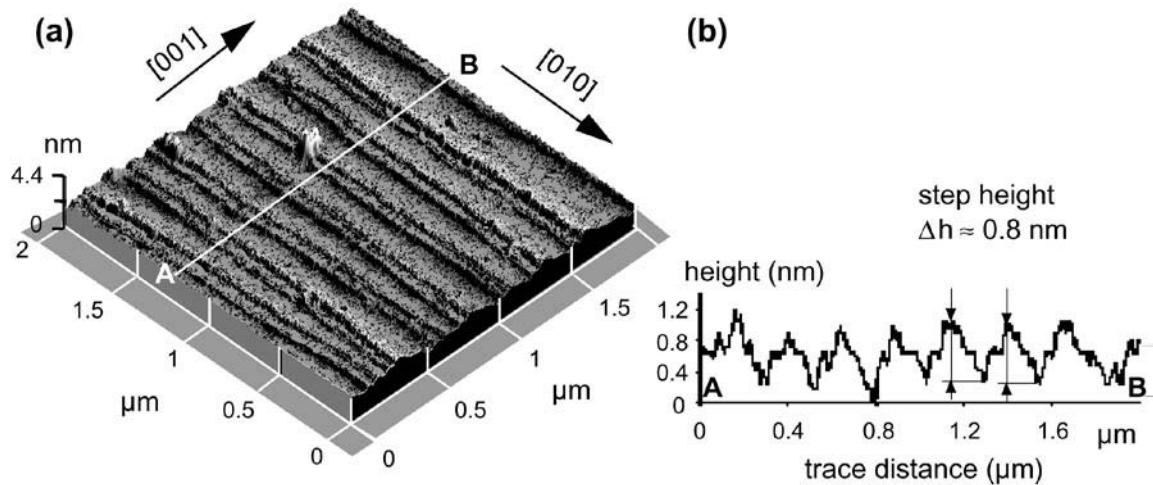 (a)
[001]
B
[010]
nm
4.4
0
2
A
1.5
1
µm
0.5
0
0
0.5
1
1.5
µm
(b)
step height
Δh ≈ 0.8 nm
height (nm)
1.2
0.8
0.4
0
A
B
0 0.4 0.8 1.2 1.6 µm
trace distance (µm)